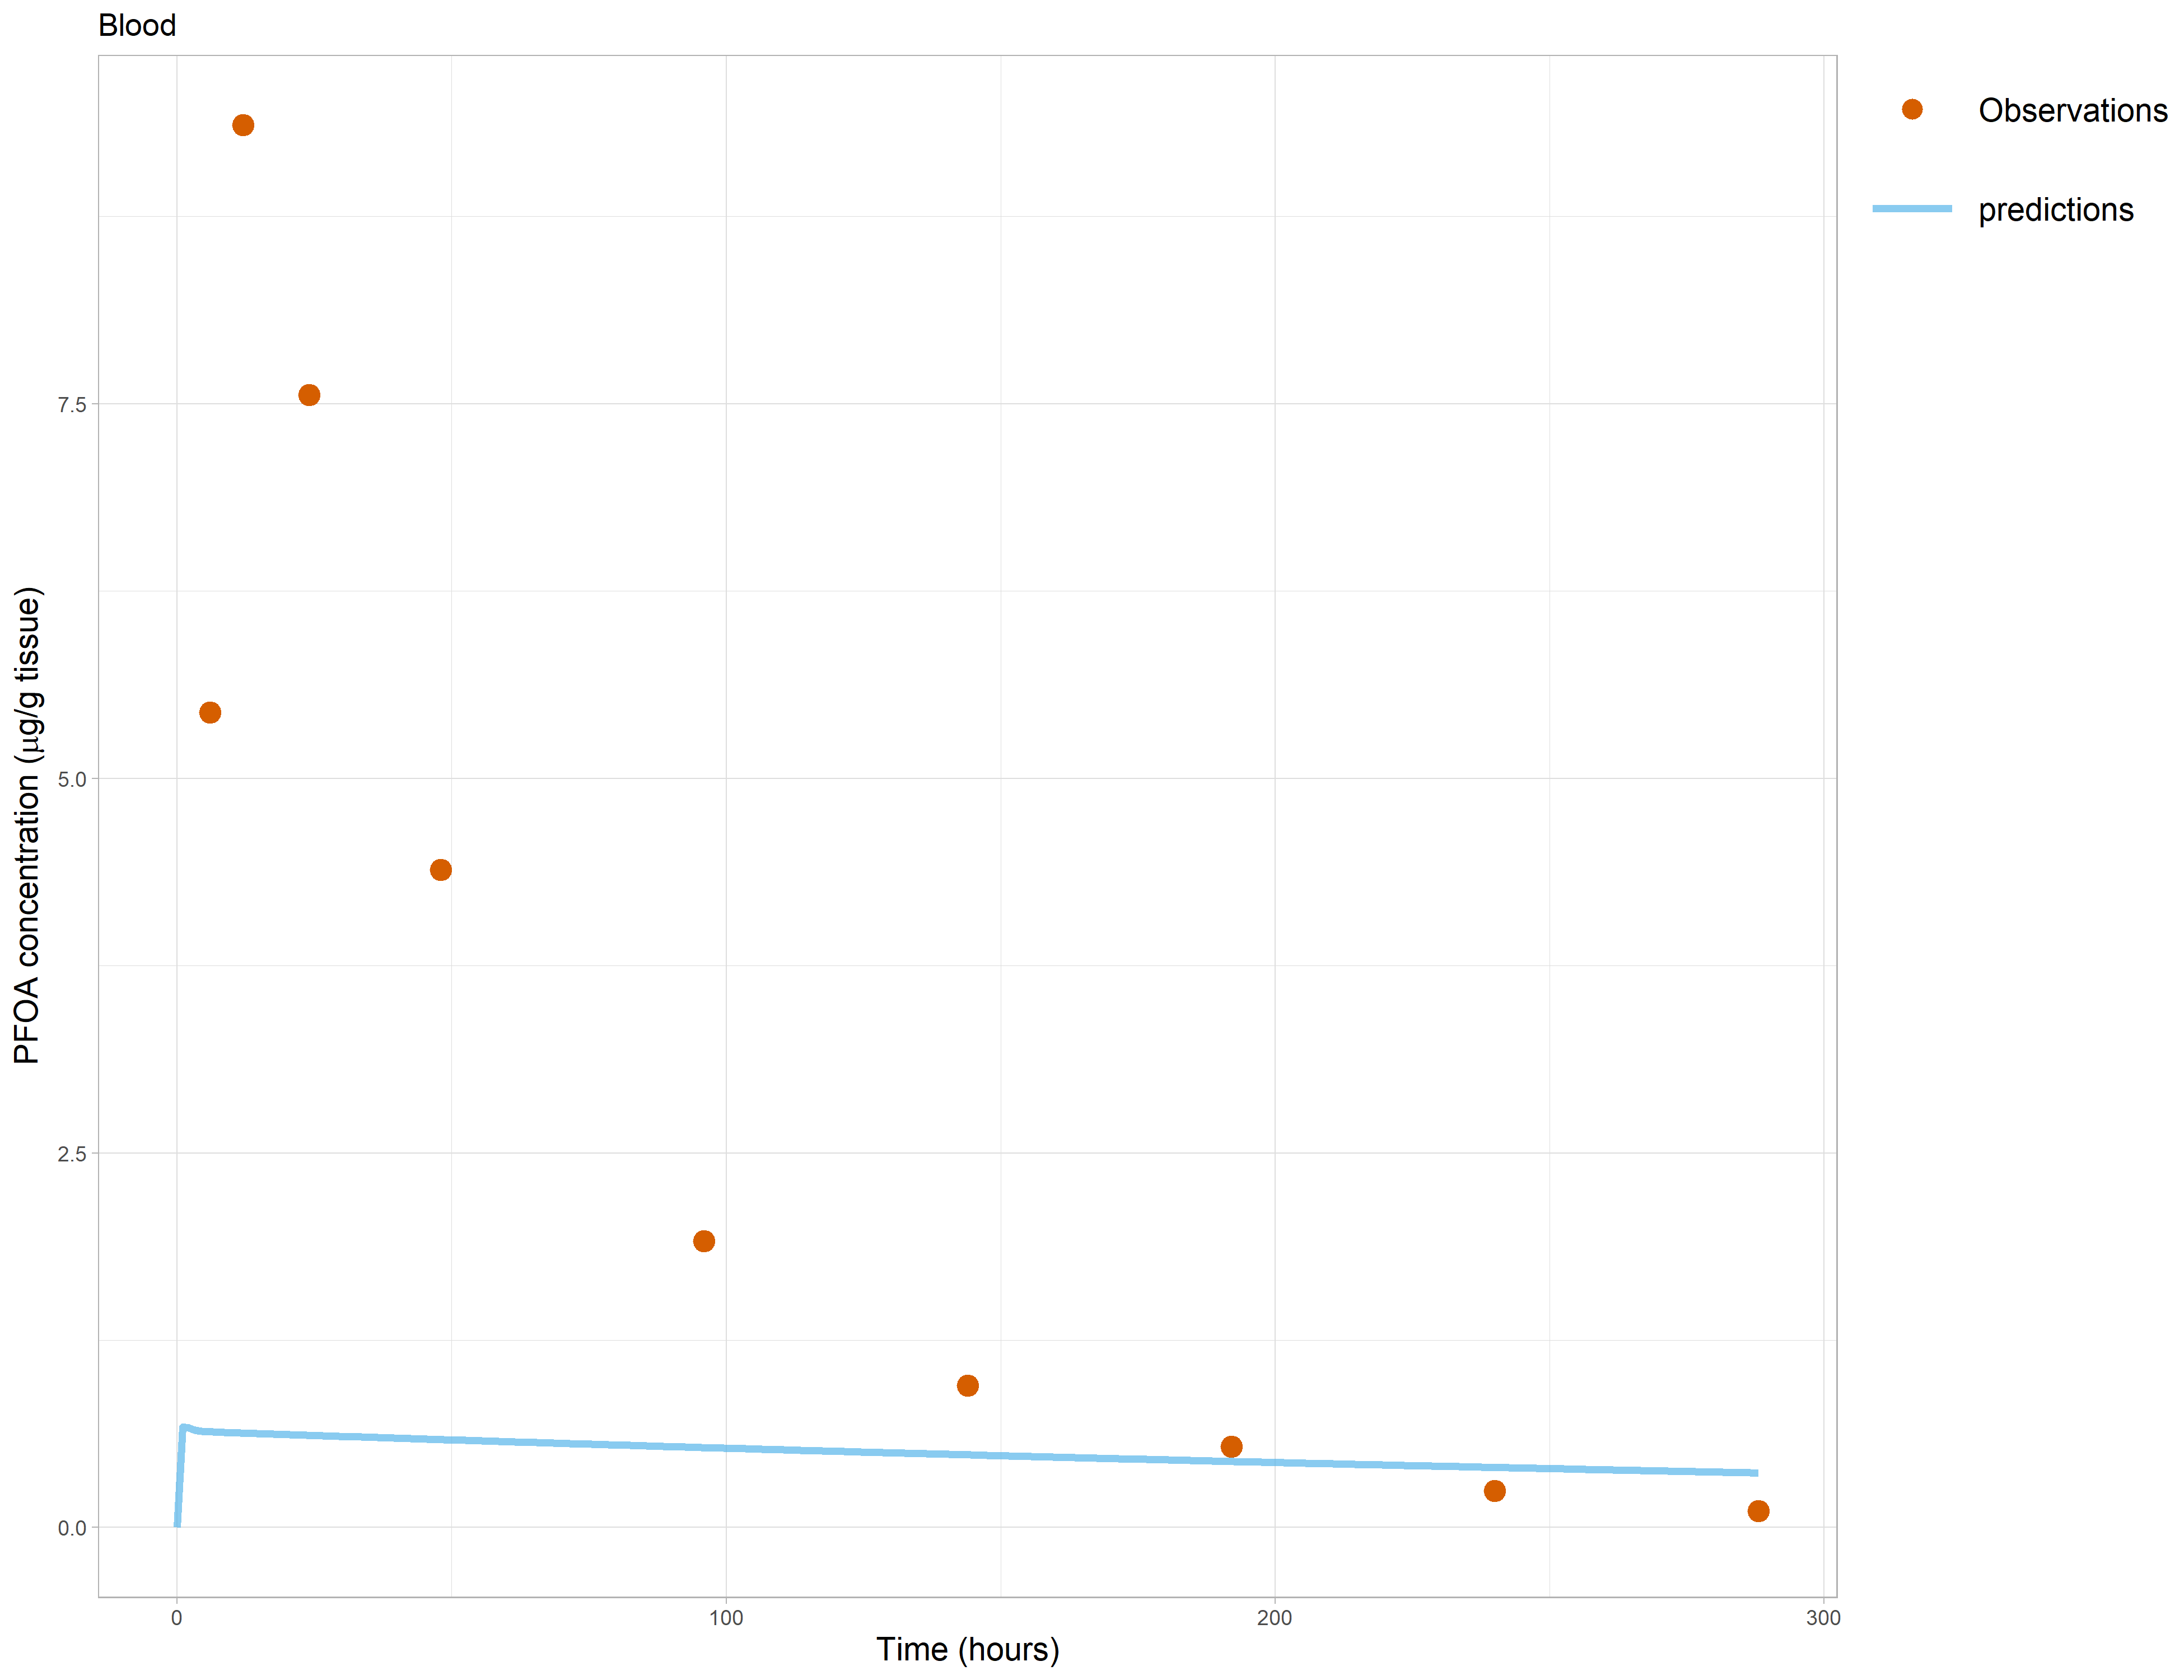 Blood
Observations
predictions
PFOA concentration (μg/g tissue)
7.5
5.0
2.5
0.0
0 100 200 300
Time (hours)